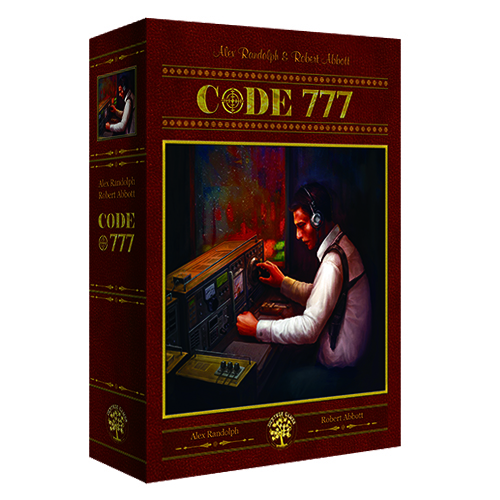 Alex Randolph & Robert Abbott
CODE 777
Alex Randolph
Robert Abbott
CODE
777
Alex Randolph
Robert Abbott